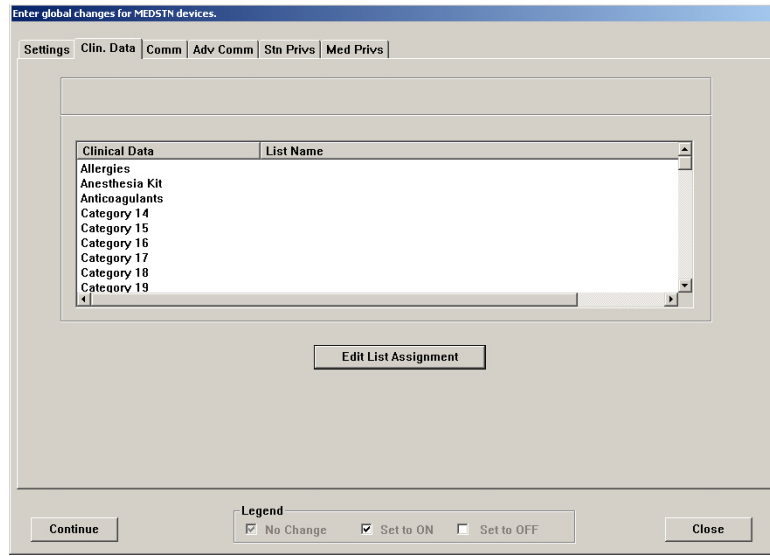 Enter global changes for MEDSTN devices.
Settings Clin. Data Comm Adv Comm Stn Privs Med Privs
Clinical Data List Name
Allergies
Anesthesia Kit
Anticoagulants
Category 14
Category 15
Category 16
Category 17
Category 18
Category 19
Edit List Assignment
Legend
Continue No Change Set to ON Set to OFF Close